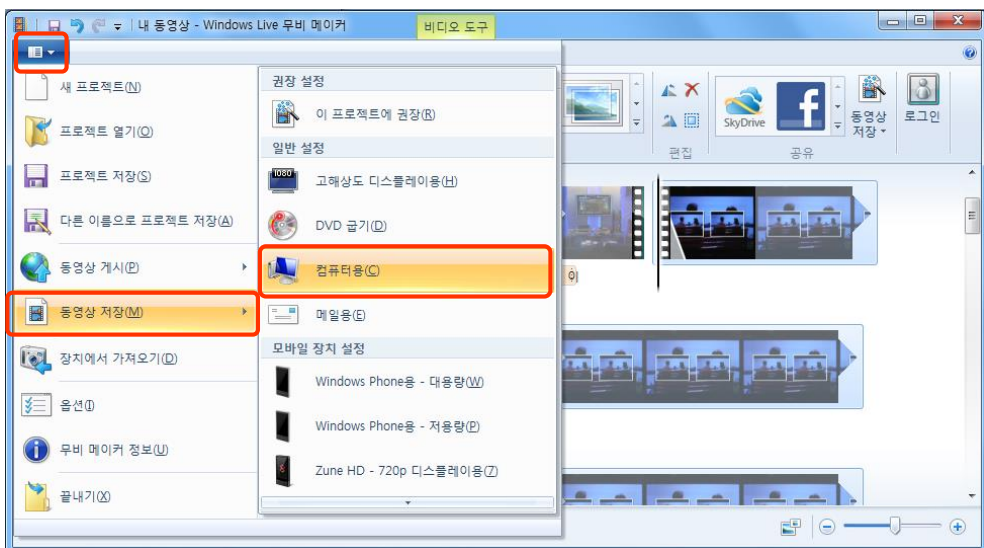 내 동영상 - Windows Live 무비 메이커
비디오 도구
새 프로젝트(N)
프로젝트 열기(O)
프로젝트 저장(S)
다른 이름으로 프로젝트 저장(A)
동영상 게시(P)
동영상 저장(M)
장치에서 가져오기(D)
옵션(I)
무비 메이커 정보(U)
끝내기(X)
권장 설정
이 프로젝트에 권장(R)
일반 설정
1080
고해상도 디스플레이용(H)
DVD 굽기(D)
컴퓨터용(C)
메일용(E)
모바일 장치 설정
Windows Phone용 - 대용량(W)
Windows Phone용 - 저용량(P)
Zune HD - 720p 디스플레이용(Z)
편집
SkyDrive
f
동영상
저장
로그인
공유
이